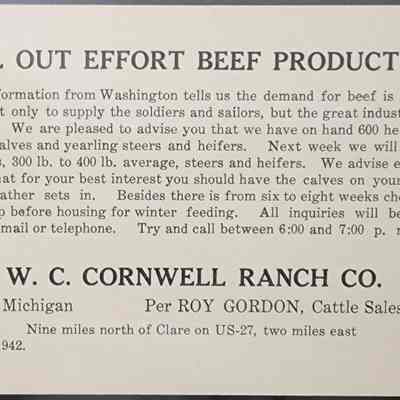 L OUT EFFORT BEEF PRODUCT
formation from Washington tells us the demand for beef is
t only to supply the soldiers and sailors, but the great indust
We are pleased to advise you that we have on hand 600 he
alves and yearling steers and heifers. Next week we will
s, 300 lb. to 400 lb. average, steers and heifers. We advise e
hat for your best interest you should have the calves on your
ather sets in. Besides there is from six to eight weeks che
p before housing for winter feeding. All inquiries will be
mail or telephone. Try and call between 6:00 and 7:00 p. m
W. C. CORNWELL RANCH CO.
Michigan Per ROY GORDON, Cattle Sales
Nine miles north of Clare on US-27, two miles east
942.